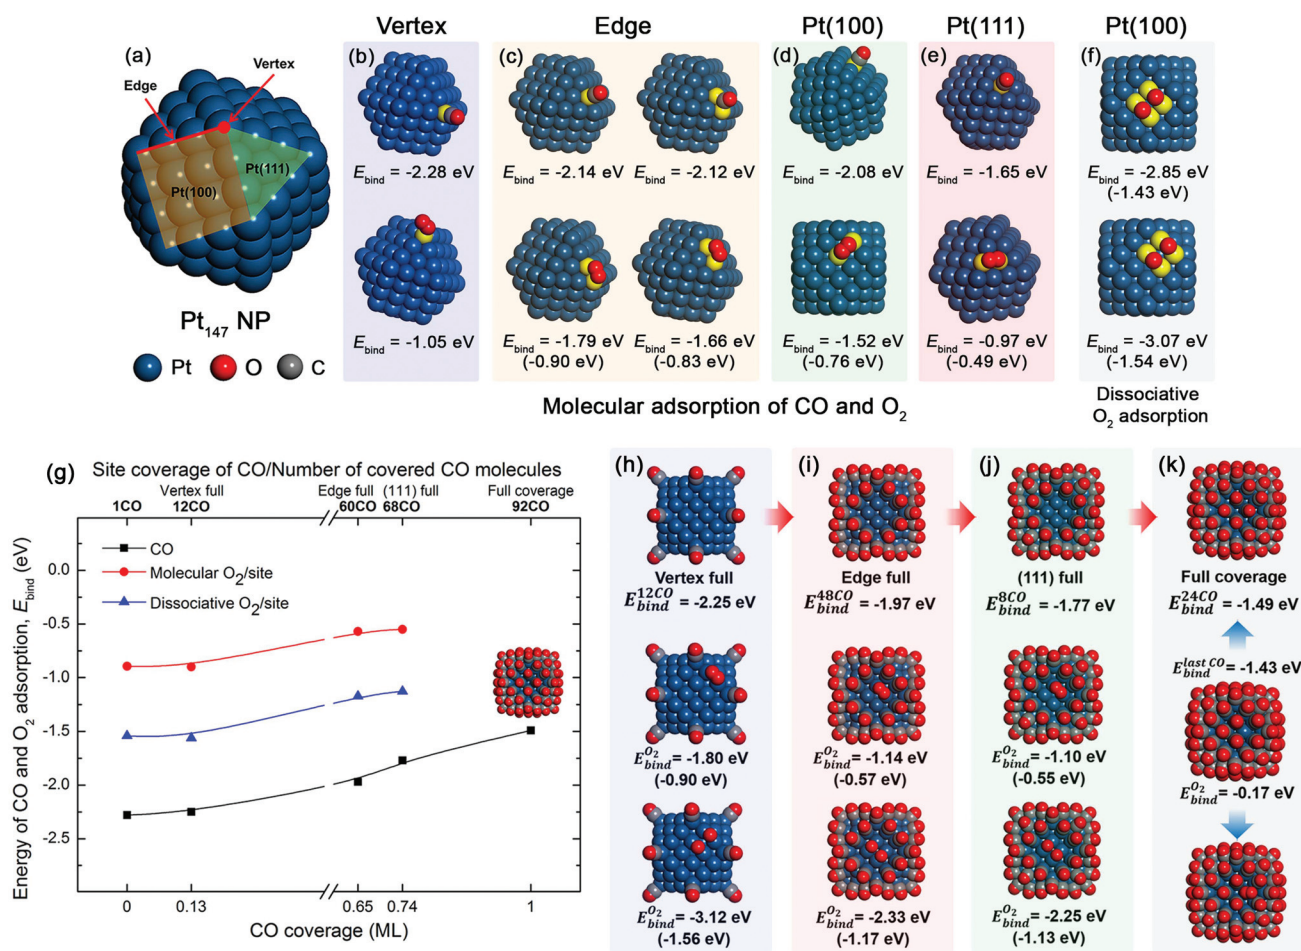 Vertex
Edge
Pt(100)
Pt(111)
Pt(100)
(a)
Edge
Vertex
Pt(111)
Pt(100)
Pt147 NP
Pt
O
C
(b)
Ebind = -2.28 eV
Ebind = -1.05 eV
(c)
Ebind = -2.14 eV
Ebind = -2.12 eV
Ebind = -1.79 eV
(-0.90 eV)
Ebind = -1.66 eV
(-0.83 eV)
(d)
Ebind = -2.08 eV
Ebind = -1.52 eV
(-0.76 eV)
(e)
Ebind = -1.65 eV
Ebind = -0.97 eV
(-0.49 eV)
(f)
Ebind = -2.85 eV
(-1.43 eV)
Ebind = -3.07 eV
(-1.54 eV)
Molecular adsorption of CO and O2
Dissociative
O2 adsorption
(g)
Site coverage of CO/Number of covered CO molecules
Vertex full
Edge full
(111) full
Full coverage
1CO
12CO
60CO
68CO
92CO
CO
Molecular O2/site
Dissociative O2/site
Energy of CO and O2 adsorption, Ebind (eV)
0.0
-0.5
-1.0
-1.5
-2.0
-2.5
0
0.13
0.65
0.74
1
CO coverage (ML)
(h)
Vertex full
E12CObind = -2.25 eV
EO2bind= -1.80 eV
(-0.90 eV)
EO2bind= -3.12 eV
(-1.56 eV)
(i)
Edge full
E48CObind = -1.97 eV
EO2bind= -1.14 eV
(-0.57 eV)
EO2bind= -2.33 eV
(-1.17 eV)
(j)
(111) full
E8CObind = -1.77 eV
EO2bind= -1.10 eV
(-0.55 eV)
EO2bind= -2.25 eV
(-1.13 eV)
(k)
Full coverage
E24CObind = -1.49 eV
Elast CObind =-1.43 eV
EO2bind= -0.17 eV